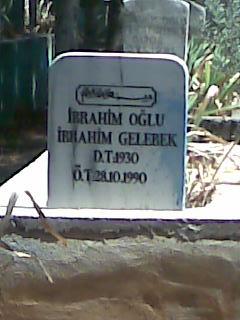 İBRAHİM OĞLU
İBRAHİM GELEBEK
D.T.1930
Ö.T.28.10.1990